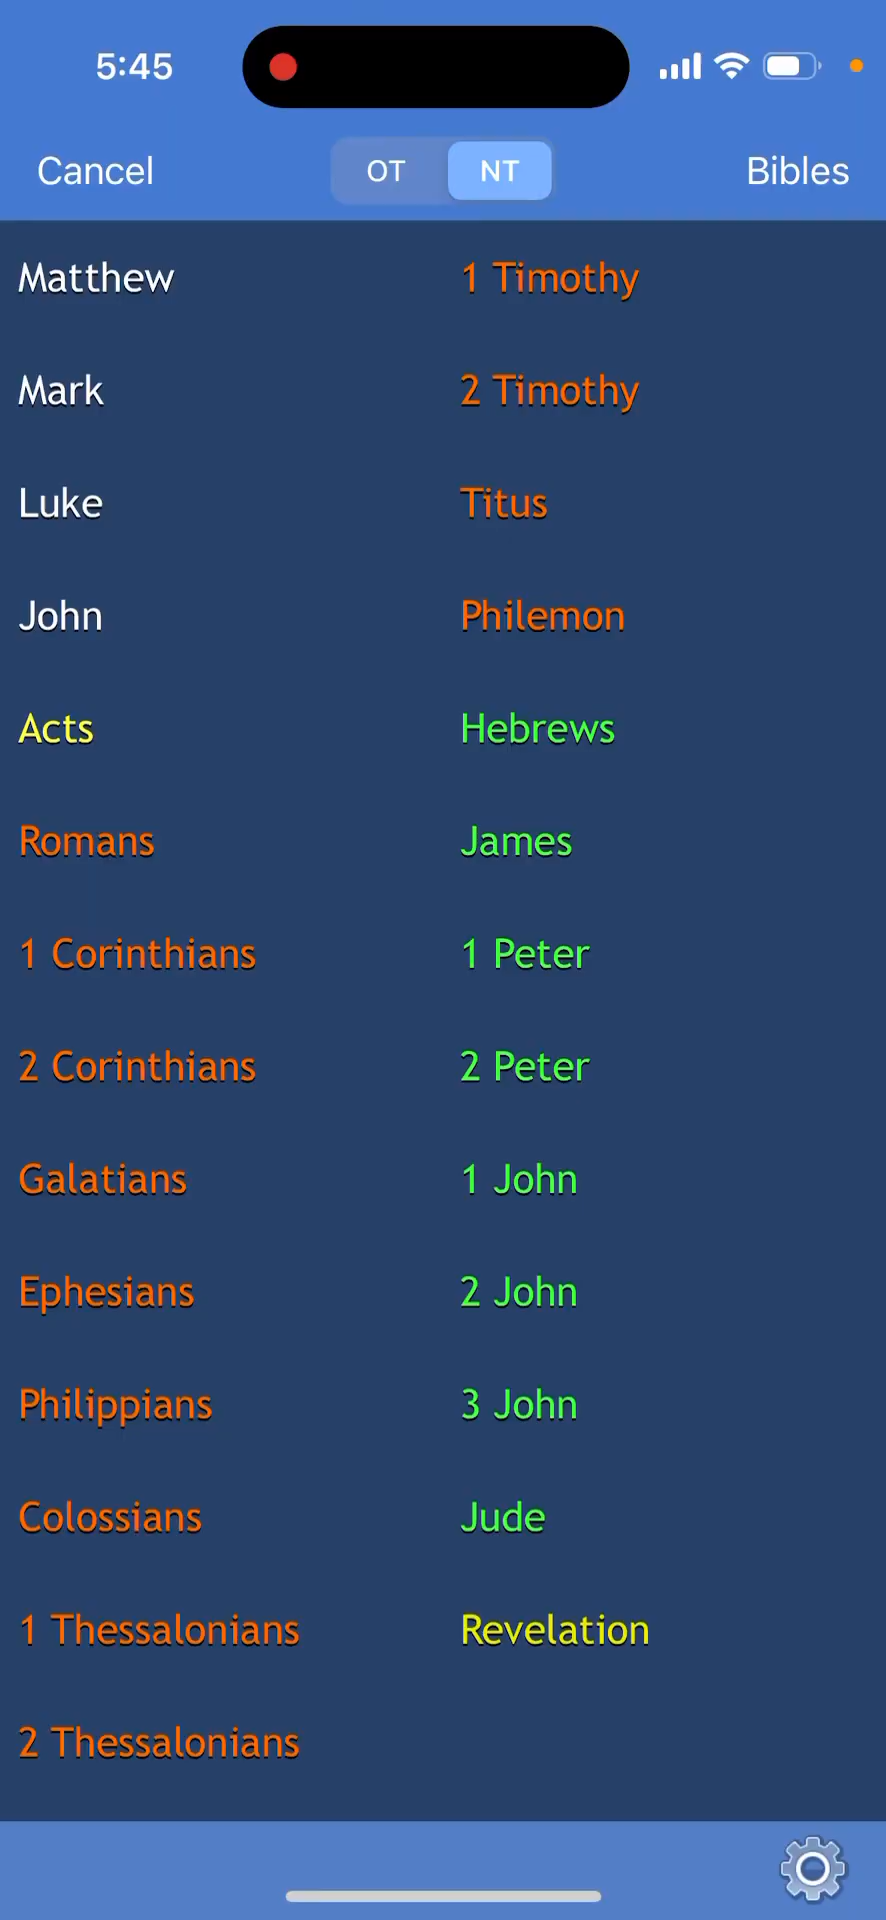 5:45
Cancel
OT
NT
Bibles
Matthew
Mark
Luke
John
Acts
Romans
1 Corinthians
2 Corinthians
Galatians
Ephesians
Philippians
Colossians
1 Thessalonians
2 Thessalonians
1 Timothy
2 Timothy
Titus
Philemon
Hebrews
James
1 Peter
2 Peter
1 John
2 John
3 John
Jude
Revelation